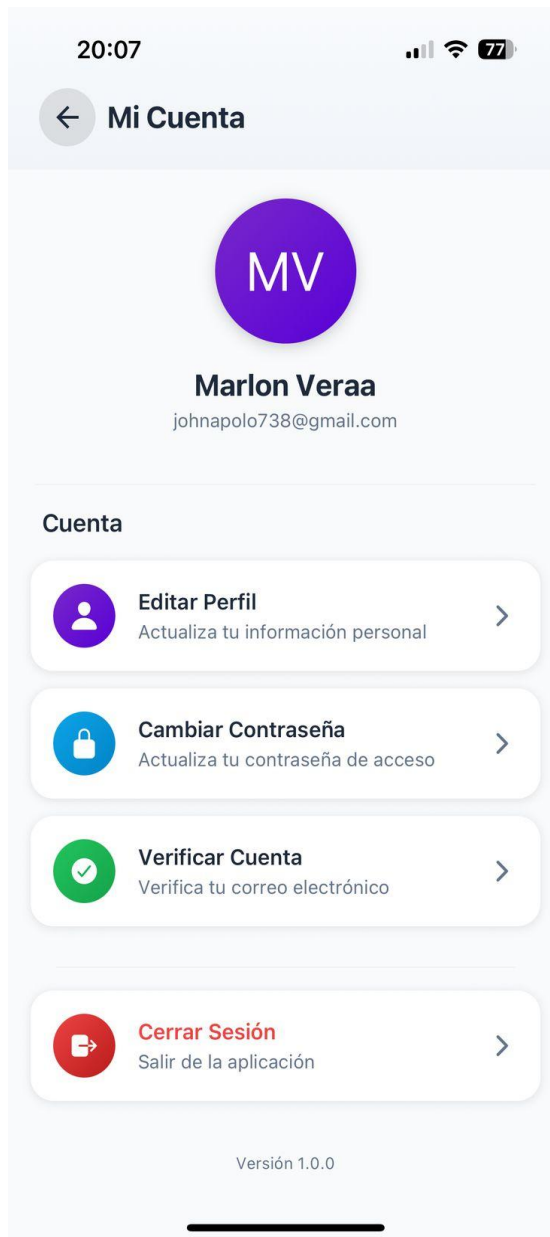 20:07
77
Mi Cuenta
MV
Marlon Veraa
johnapolo738@gmail.com
Cuenta
Editar Perfil
Actualiza tu información personal
Cambiar Contraseña
Actualiza tu contraseña de acceso
Verificar Cuenta
Verifica tu correo electrónico
Cerrar Sesión
Salir de la aplicación
Versión 1.0.0